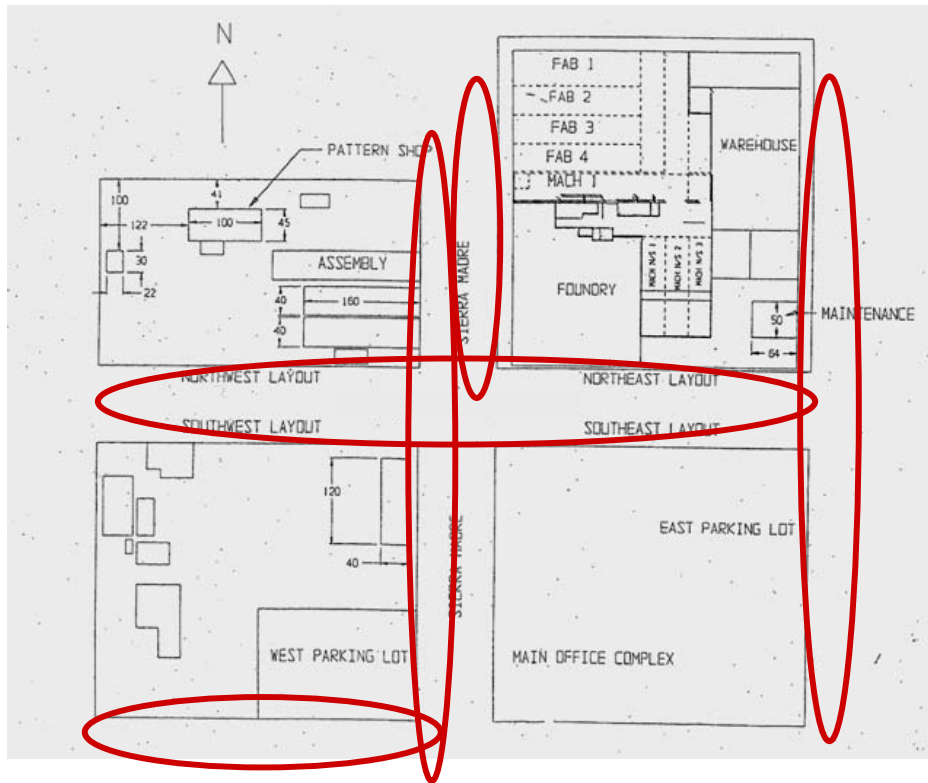 N
PATTERN SHOP
41
100
100
45
122
30
22
ASSEMBLY
40
160
40
SIERRA MADRE
FAB 1
FAB 2
FAB 3
FAB 4
MACH 1
WAREHOUSE
MACH N/S 1
MACH N/S 2
MACH N/S 3
FOUNDRY
50
MAINTENANCE
64
NORTHWEST LAYOUT
NORTHEAST LAYOUT
SOUTHWEST LAYOUT
SOUTHEAST LAYOUT
120
40
SIERRA MADRE
EAST PARKING LOT
WEST PARKING LOT
MAIN OFFICE COMPLEX